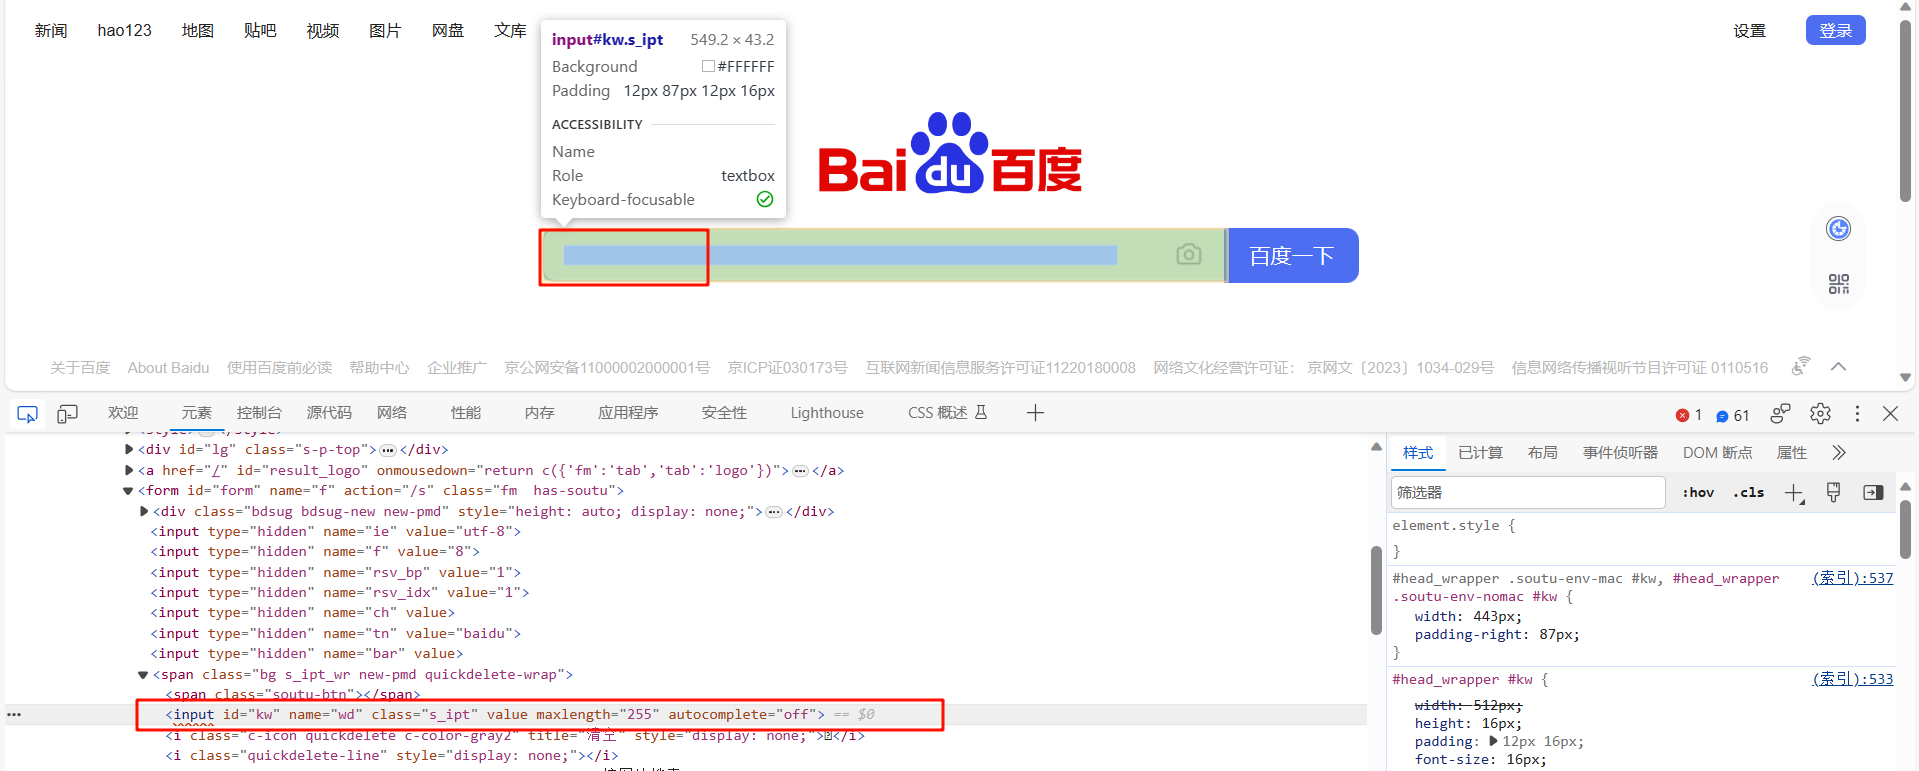 新闻 hao123 地图 贴吧 视频 图片 网盘 文库 设置 登录
input#kw.s_ipt 549.2 × 43.2
Background #FFFFFF
Padding 12px 87px 12px 16px
ACCESSIBILITY
Name
Role textbox
Keyboard-focusable
Bai du 百度
百度一下
关于百度 About Baidu 使用百度前必读 帮助中心 企业推广 京公网安备11000002000001号 京ICP证030173号 互联网新闻信息服务许可证11220180008 网络文化经营许可证： 京网文〔2023〕1034-029号 信息网络传播视听节目许可证 0110516
欢迎 元素 控制台 源代码 网络 性能 内存 应用程序 安全性 Lighthouse CSS 概述 1 61
<div id="lg" class="s-p-top">…</div>
<a href="/" id="result_logo" onmousedown="return c({'fm':'tab','tab':'logo'})">…</a>
<form id="form" name="f" action="/s" class="fm  has-soutu">
<div class="bdsug bdsug-new new-pmd" style="height: auto; display: none;">…</div>
<input type="hidden" name="ie" value="utf-8">
<input type="hidden" name="f" value="8">
<input type="hidden" name="rsv_bp" value="1">
<input type="hidden" name="rsv_idx" value="1">
<input type="hidden" name="ch" value>
<input type="hidden" name="tn" value="baidu">
<input type="hidden" name="bar" value>
<span class="bg s_ipt_wr new-pmd quickdelete-wrap">
<span class="soutu-btn"></span>
<input id="kw" name="wd" class="s_ipt" value maxlength="255" autocomplete="off"> == $0
<i class="c-icon quickdelete c-color-gray2" title="清空" style="display: none;"></i>
<i class="quickdelete-line" style="display: none;"></i>
样式 已计算 布局 事件侦听器 DOM 断点 属性
筛选器 :hov .cls
element.style {
}
#head_wrapper .soutu-env-mac #kw, #head_wrapper (索引):537
.soutu-env-nomac #kw {
width: 443px;
padding-right: 87px;
}
#head_wrapper #kw { (索引):533
width: 512px;
height: 16px;
padding: 12px 16px;
font-size: 16px;